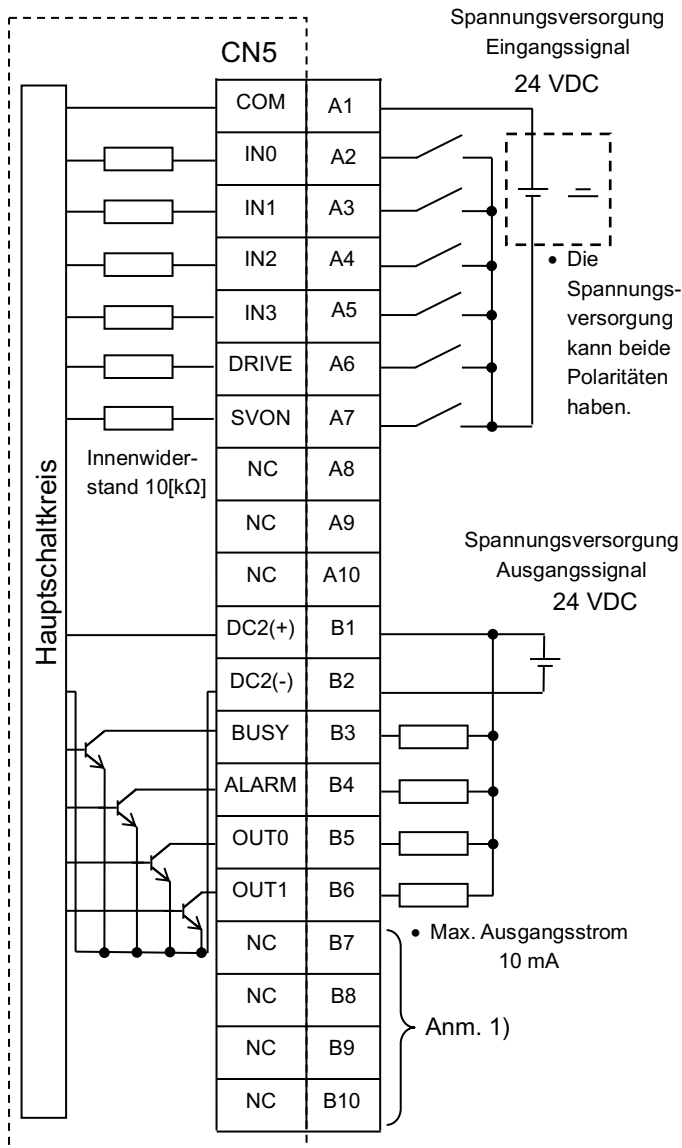 Spannungsversorgung
Eingangssignal
24 VDC
CN5
COM A1
IN0 A2
IN1 A3
IN2 A4
IN3 A5
DRIVE A6
SVON A7
NC A8
NC A9
NC A10
DC2(+) B1
DC2(-) B2
BUSY B3
ALARM B4
OUT0 B5
OUT1 B6
NC B7
NC B8
NC B9
NC B10
• Die
Spannungs-
versorgung
kann beide
Polaritäten
haben.
Innenwider-
stand 10[kΩ]
Hauptschaltkreis
Spannungsversorgung
Ausgangssignal
24 VDC
• Max. Ausgangsstrom
10 mA
Anm. 1)